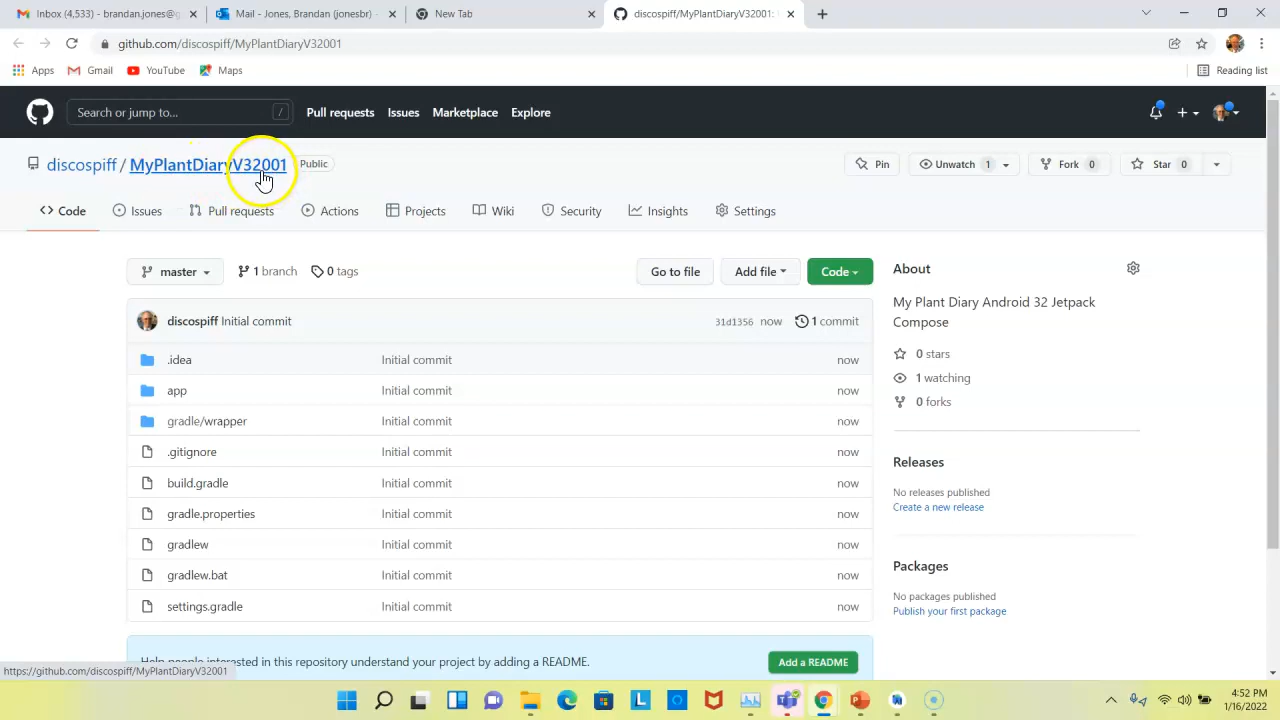 Inbox (4,533) - brandan.jones@g
Mail - Jones, Brandan (jonesbr) -
New Tab
discospiff/MyPlantDiaryV32001:
github.com/discospiff/MyPlantDiaryV32001
Apps
Gmail
YouTube
Maps
Reading list
Search or jump to...
/
Pull requests
Issues
Marketplace
Explore
discospiff / MyPlantDiaryV32001
Public
Pin
Unwatch 1
Fork 0
Star 0
Code
Issues
Pull requests
Actions
Projects
Wiki
Security
Insights
Settings
master
1 branch
0 tags
Go to file
Add file
Code
About
My Plant Diary Android 32 Jetpack
Compose
discospiff Initial commit
31d1356 now
1 commit
.idea Initial commit now
app Initial commit now
gradle/wrapper Initial commit now
.gitignore Initial commit now
build.gradle Initial commit now
gradle.properties Initial commit now
gradlew Initial commit now
gradlew.bat Initial commit now
settings.gradle Initial commit now
0 stars
1 watching
0 forks
Releases
No releases published
Create a new release
Packages
No packages published
Publish your first package
Help people interested in this repository understand your project by adding a README.
Add a README
https://github.com/discospiff/MyPlantDiaryV32001
4:52 PM
1/16/2022